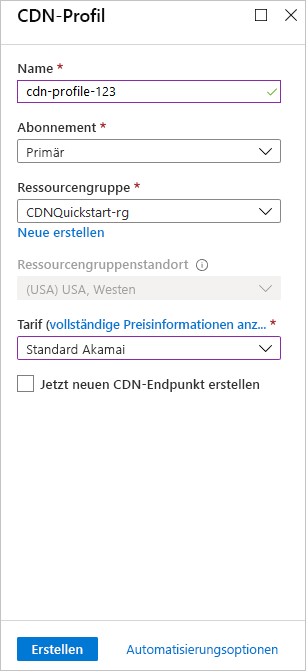 CDN-Profil
Name *
cdn-profile-123
Abonnement *
Primär
Ressourcengruppe *
CDNQuickstart-rg
Neue erstellen
Ressourcengruppenstandort
(USA) USA, Westen
Tarif (vollständige Preisinformationen anz... *
Standard Akamai
Jetzt neuen CDN-Endpunkt erstellen
Erstellen Automatisierungsoptionen